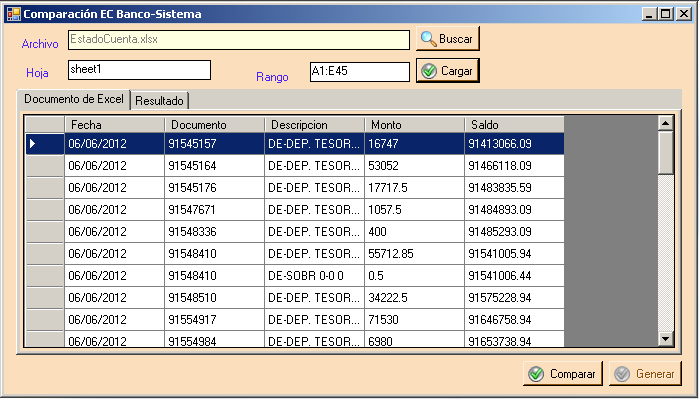 Comparación EC Banco-Sistema
Archivo EstadoCuenta.xlsx Buscar
Hoja sheet1 Rango A1:E45 Cargar
Documento de Excel Resultado
Fecha Documento Descripcion Monto Saldo
06/06/2012 91545157 DE-DEP. TESOR... 16747 91413066.09
06/06/2012 91545164 DE-DEP. TESOR... 53052 91466118.09
06/06/2012 91545176 DE-DEP. TESOR... 17717.5 91483835.59
06/06/2012 91547671 DE-DEP. TESOR... 1057.5 91484893.09
06/06/2012 91548336 DE-DEP. TESOR... 400 91485293.09
06/06/2012 91548410 DE-DEP. TESOR... 55712.85 91541005.94
06/06/2012 91548410 DE-SOBR 0-0 0 0.5 91541006.44
06/06/2012 91548510 DE-DEP. TESOR... 34222.5 91575228.94
06/06/2012 91554917 DE-DEP. TESOR... 71530 91646758.94
06/06/2012 91554984 DE-DEP. TESOR... 6980 91653738.94
Comparar Generar